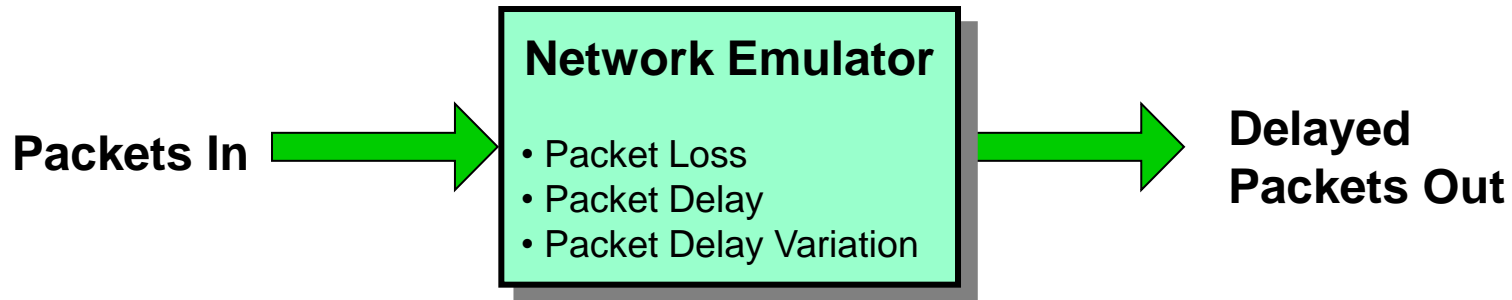 Packets In
Network Emulator
• Packet Loss
• Packet Delay
• Packet Delay Variation
Delayed
Packets Out